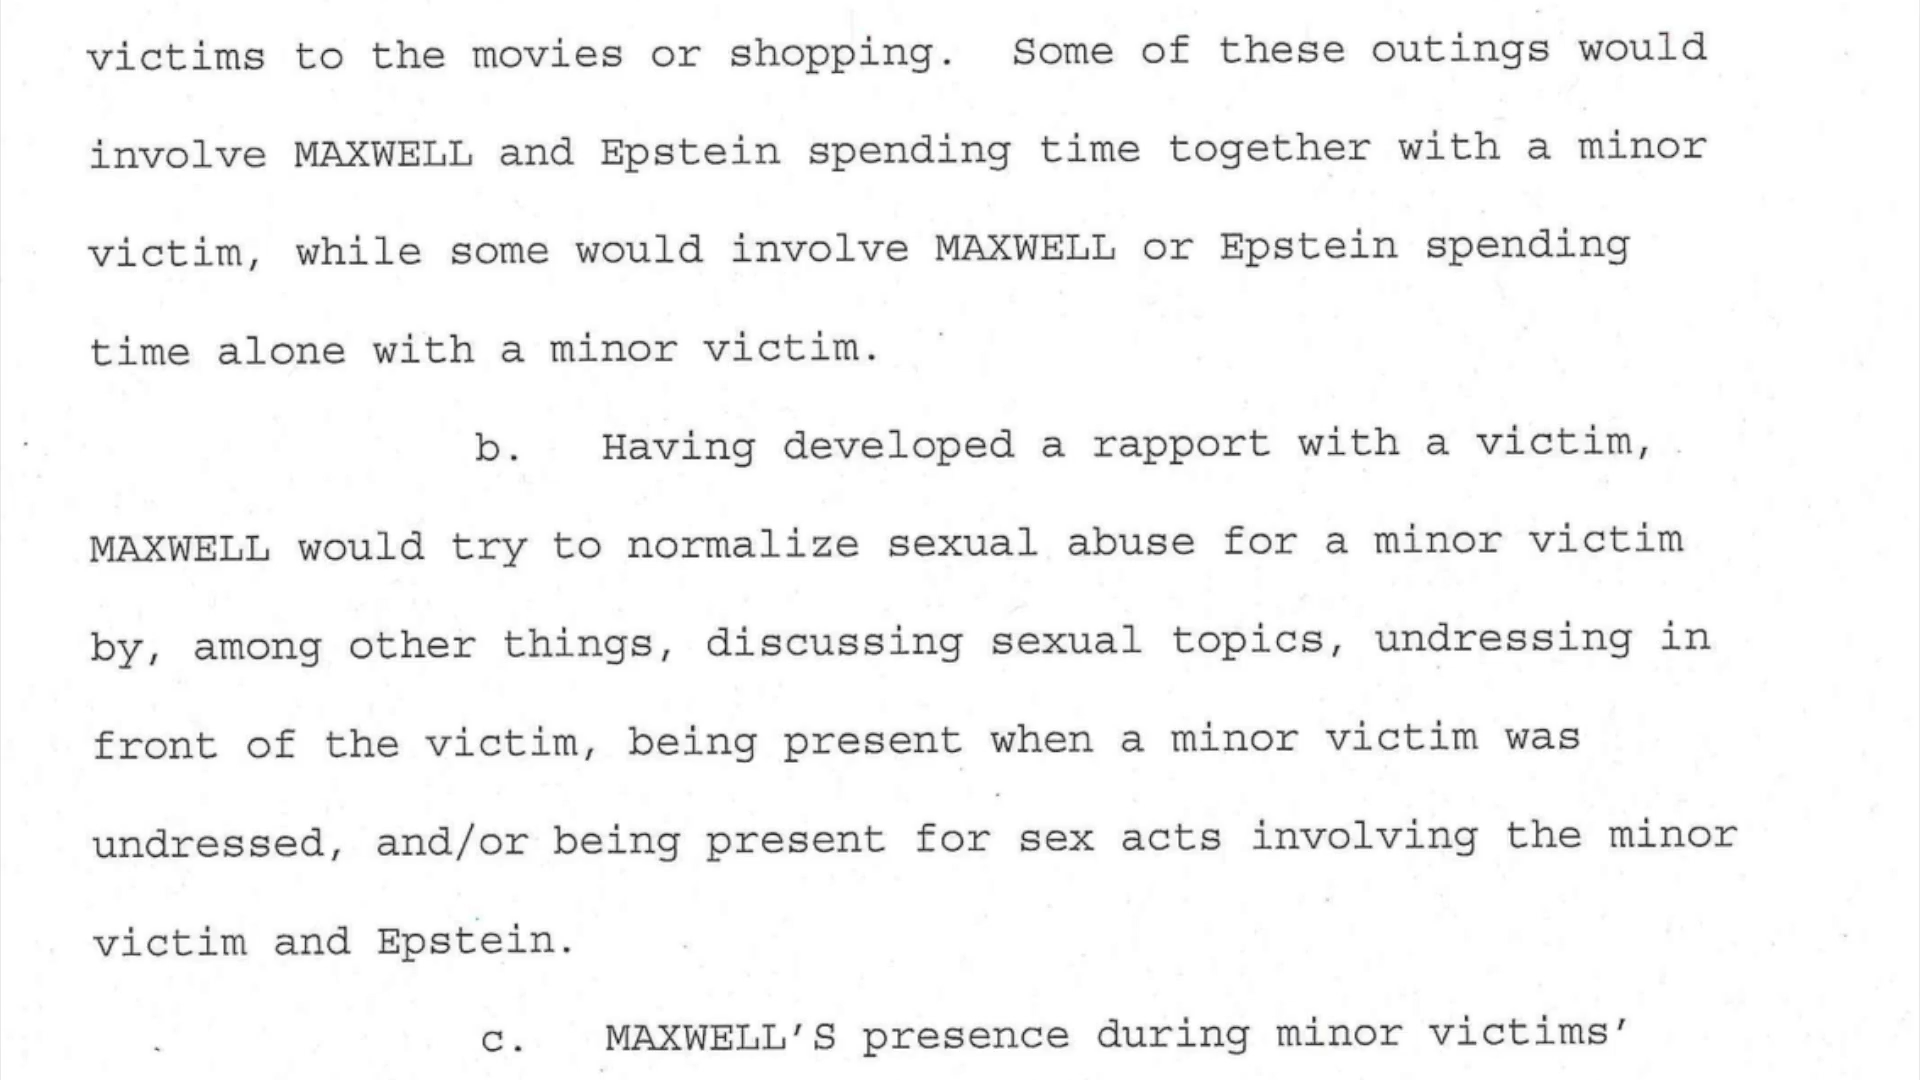 victims to the movies or shopping.  Some of these outings would
involve MAXWELL and Epstein spending time together with a minor
victim, while some would involve MAXWELL or Epstein spending
time alone with a minor victim.
b.   Having developed a rapport with a victim,
MAXWELL would try to normalize sexual abuse for a minor victim
by, among other things, discussing sexual topics, undressing in
front of the victim, being present when a minor victim was
undressed, and/or being present for sex acts involving the minor
victim and Epstein.
c.   MAXWELL'S presence during minor victims'